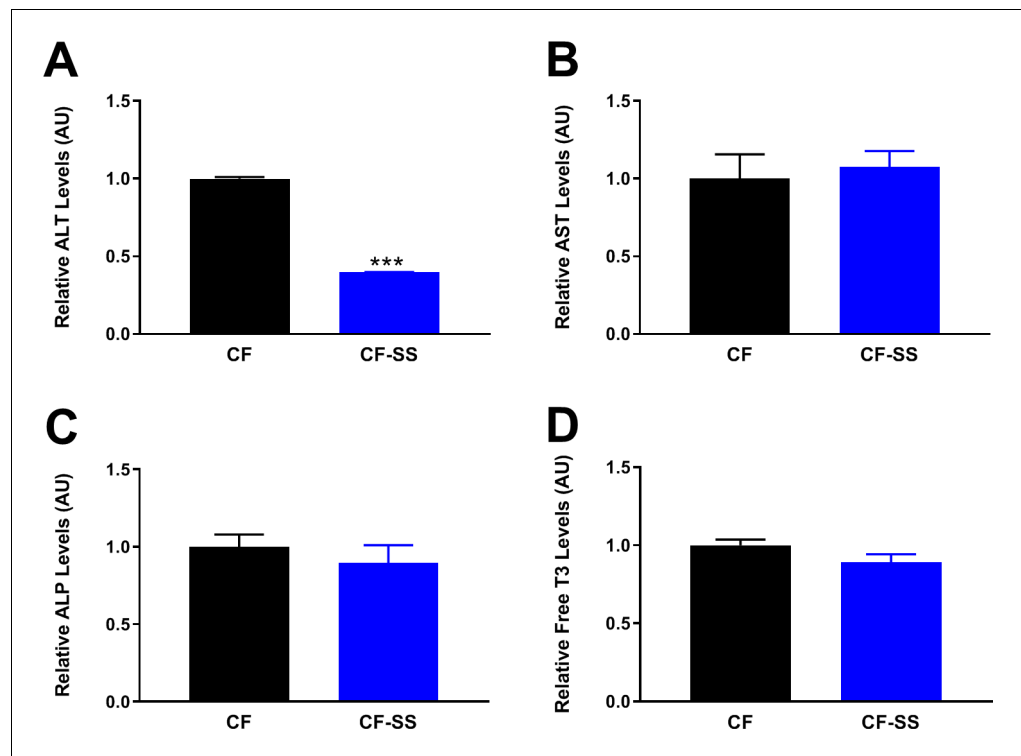 A
Relative ALT Levels (AU)
1.5
1.0
0.5
0.0
***
CF
CF-SS
B
Relative AST Levels (AU)
1.5
1.0
0.5
0.0
CF
CF-SS
C
Relative ALP Levels (AU)
1.5
1.0
0.5
0.0
CF
CF-SS
D
Relative Free T3 Levels (AU)
1.5
1.0
0.5
0.0
CF
CF-SS